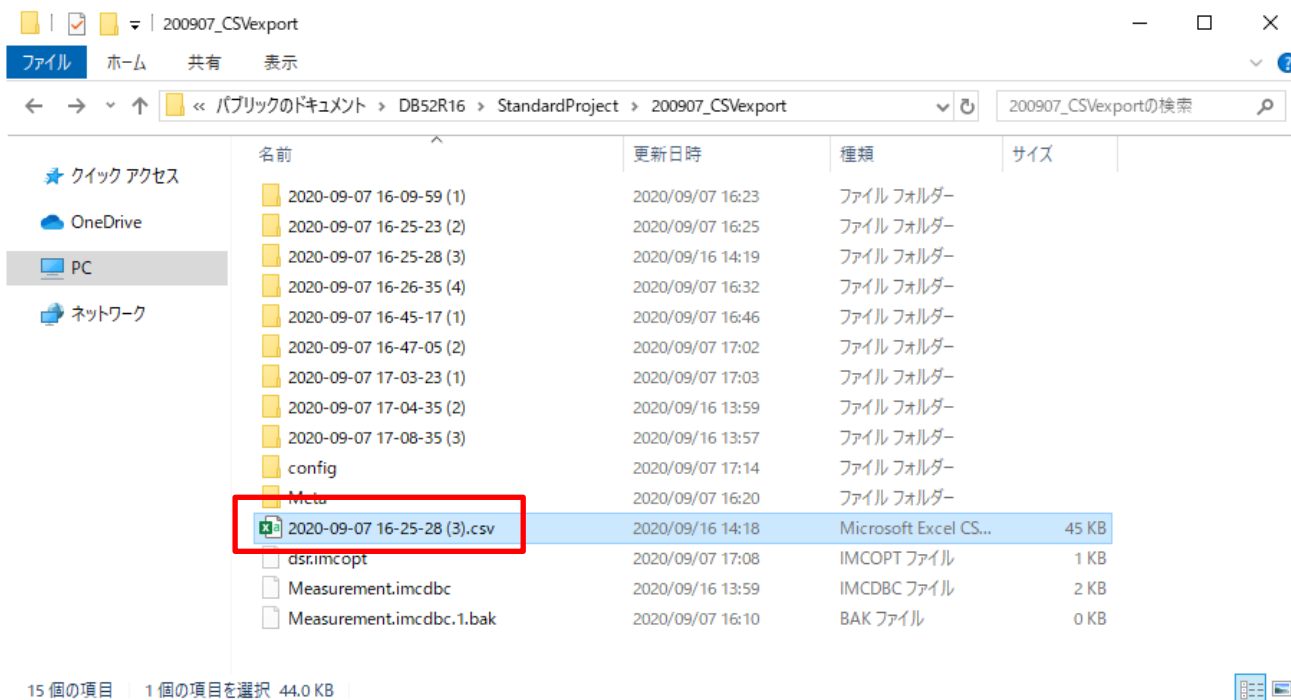 200907_CSVexport
ファイル ホーム 共有 表示
« パブリックのドキュメント › DB52R16 › StandardProject › 200907_CSVexport 200907_CSVexportの検索
名前 更新日時 種類 サイズ
クイック アクセス
OneDrive
PC
ネットワーク
2020-09-07 16-09-59 (1) 2020/09/07 16:23 ファイル フォルダー
2020-09-07 16-25-23 (2) 2020/09/07 16:25 ファイル フォルダー
2020-09-07 16-25-28 (3) 2020/09/16 14:19 ファイル フォルダー
2020-09-07 16-26-35 (4) 2020/09/07 16:32 ファイル フォルダー
2020-09-07 16-45-17 (1) 2020/09/07 16:46 ファイル フォルダー
2020-09-07 16-47-05 (2) 2020/09/07 17:02 ファイル フォルダー
2020-09-07 17-03-23 (1) 2020/09/07 17:03 ファイル フォルダー
2020-09-07 17-04-35 (2) 2020/09/16 13:59 ファイル フォルダー
2020-09-07 17-08-35 (3) 2020/09/16 13:57 ファイル フォルダー
config 2020/09/07 17:14 ファイル フォルダー
Meta 2020/09/07 16:20 ファイル フォルダー
2020-09-07 16-25-28 (3).csv 2020/09/16 14:18 Microsoft Excel CS... 45 KB
dsr.imcopt 2020/09/07 17:08 IMCOPT ファイル 1 KB
Measurement.imcdbc 2020/09/16 13:59 IMCDBC ファイル 2 KB
Measurement.imcdbc.1.bak 2020/09/07 16:10 BAK ファイル 0 KB
15 個の項目 1 個の項目を選択 44.0 KB